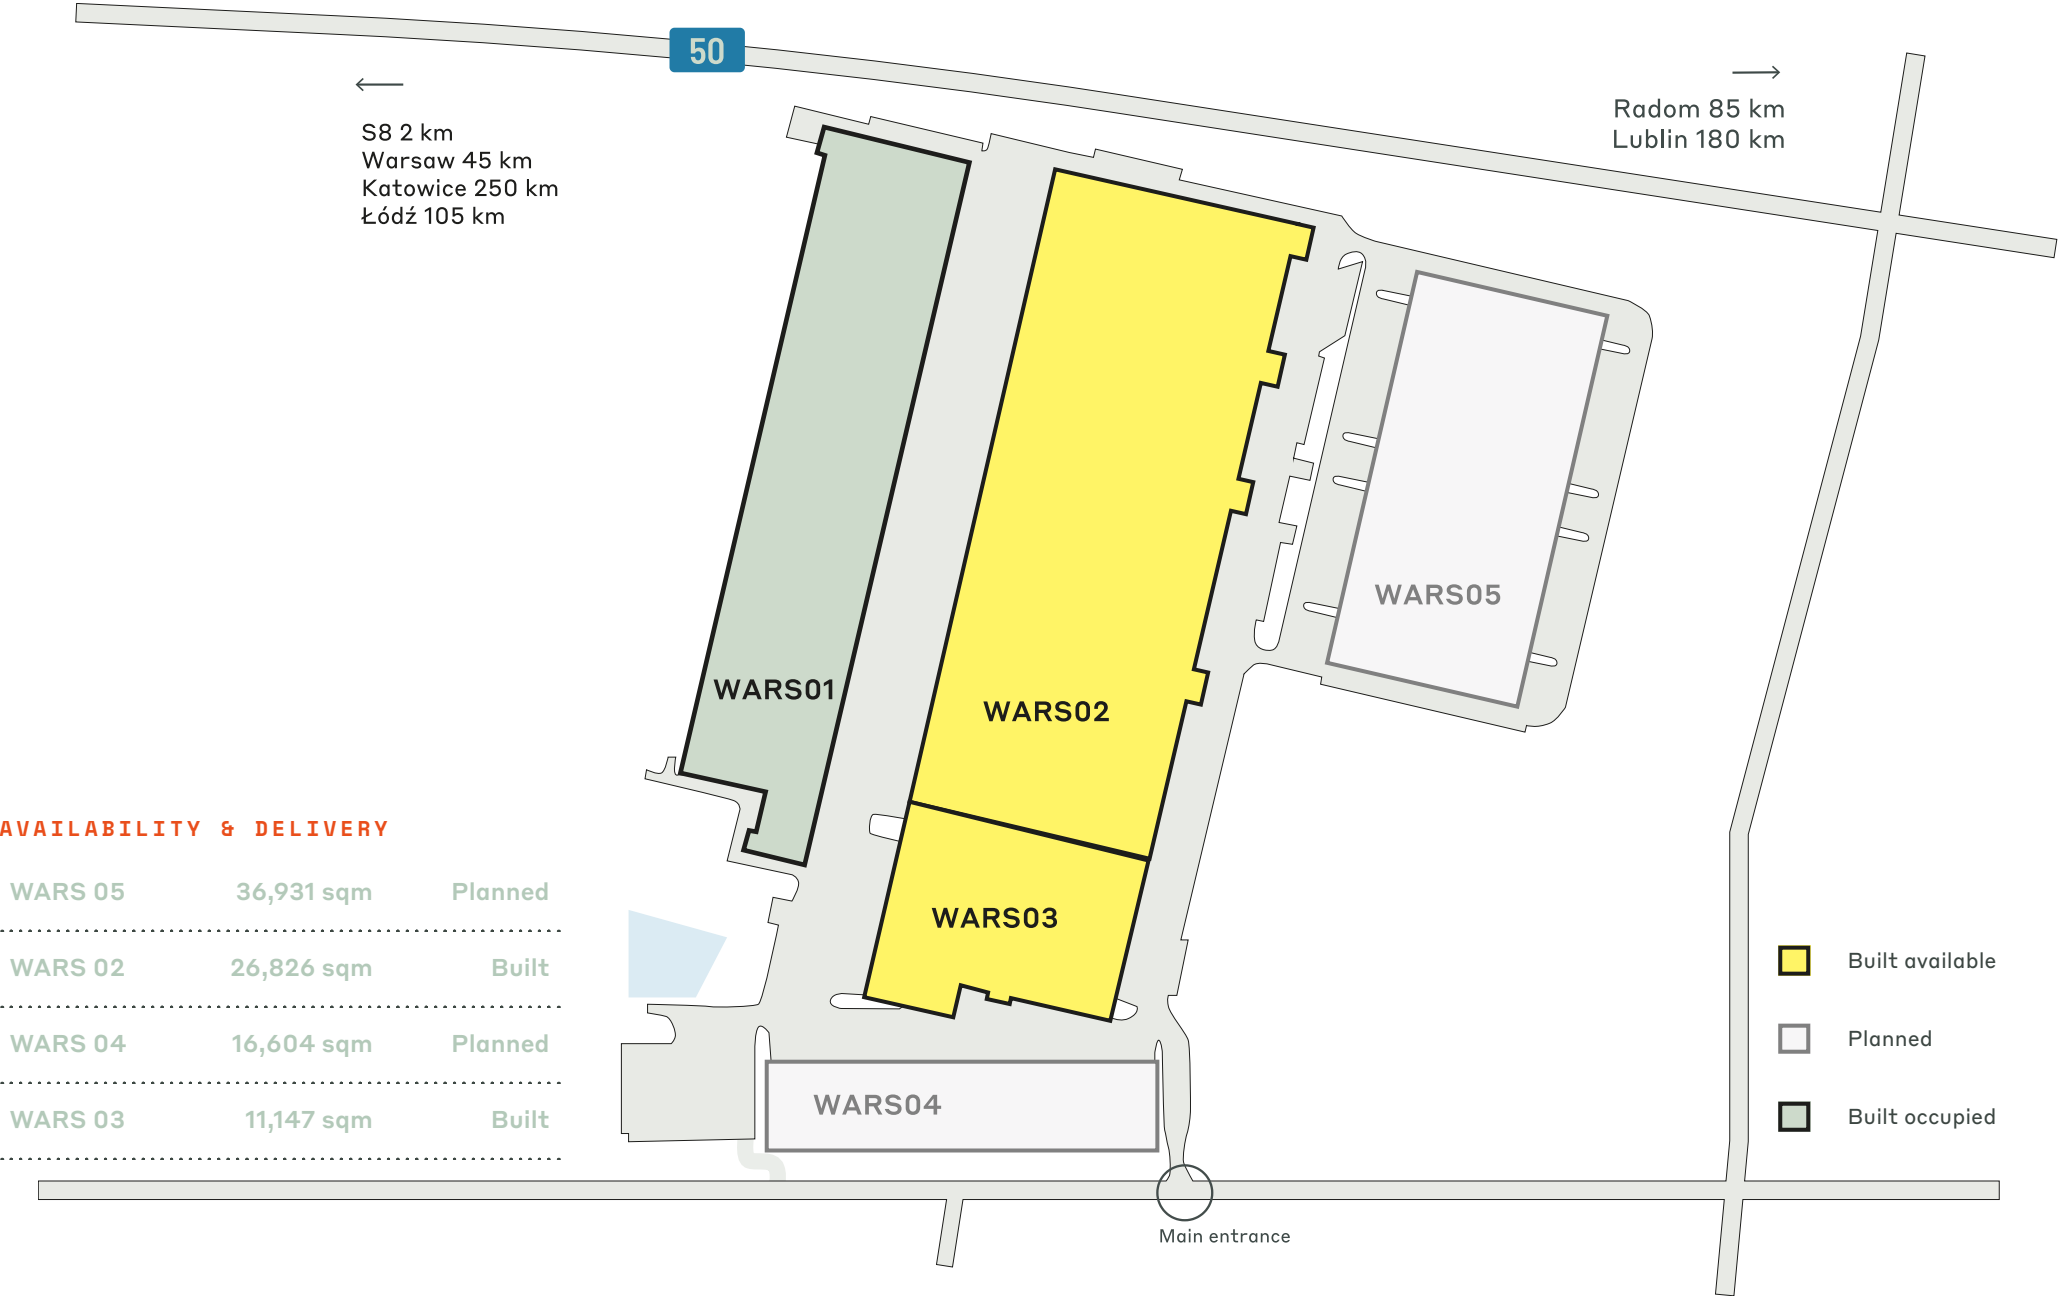 50
S8 2 km
Warsaw 45 km
Katowice 250 km
Łódź 105 km
Radom 85 km
Lublin 180 km
WARS05
WARS01
WARS02
WARS03
WARS04
AVAILABILITY & DELIVERY
WARS 05 36,931 sqm Planned
WARS 02 26,826 sqm Built
WARS 04 16,604 sqm Planned
WARS 03 11,147 sqm Built
Built available
Planned
Built occupied
Main entrance